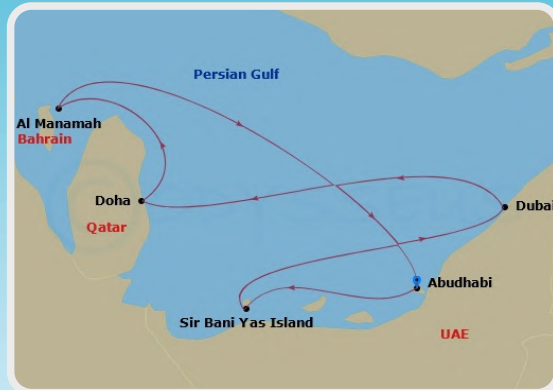 Persian Gulf
Al Manamah
Bahrain
Doha
Qatar
Dubai
Abudhabi
Sir Bani Yas Island
UAE